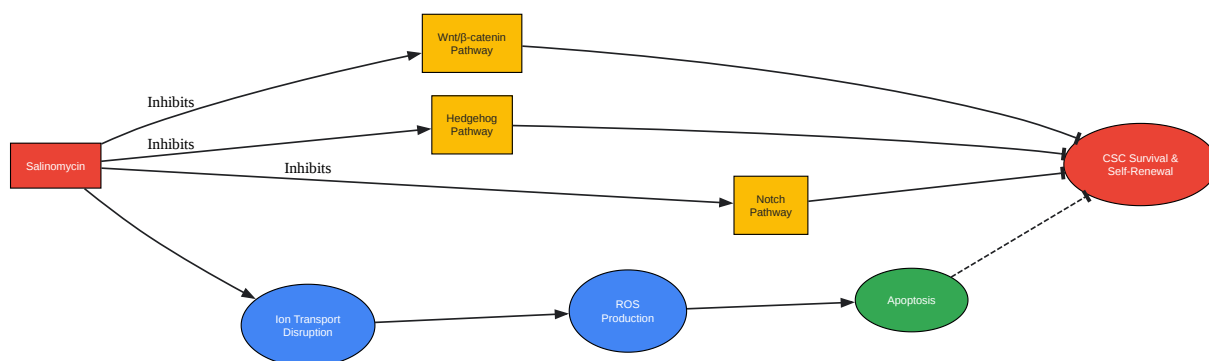 Wnt/β-catenin
Pathway
Inhibits
Hedgehog
Pathway
Inhibits
Salinomycin
CSC Survival &
Self-Renewal
Inhibits
Notch
Pathway
Ion Transport
Disruption
ROS
Production
Apoptosis